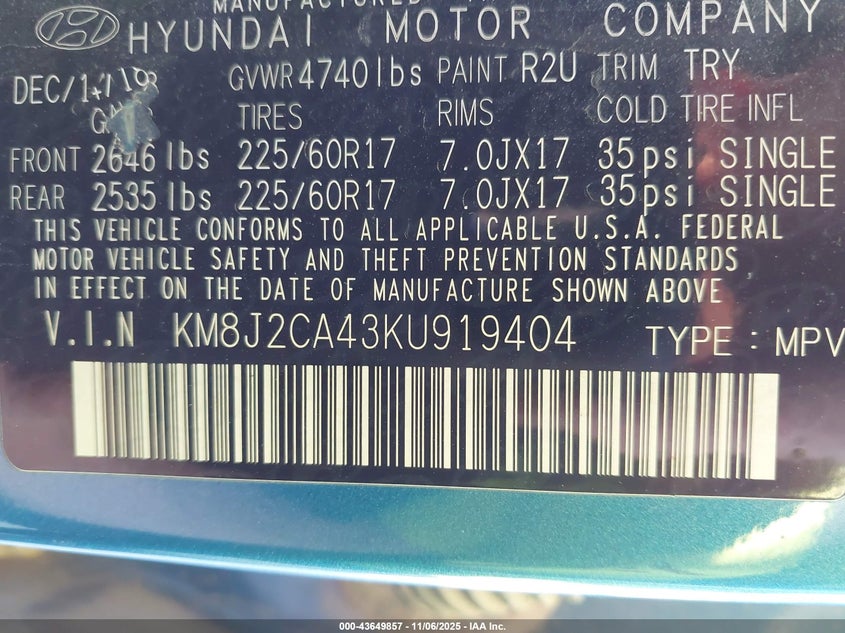 MANUFACTURED
HYUNDAI MOTOR COMPANY
GVWR 4740 lbs PAINT R2U TRIM TRY
TIRES RIMS COLD TIRE INFL
FRONT 2646 lbs 225/60R17 7.0JX17 35psi SINGLE
REAR 2535 lbs 225/60R17 7.0JX17 35psi SINGLE
THIS VEHICLE CONFORMS TO ALL APPLICABLE U.S.A. FEDERAL
MOTOR VEHICLE SAFETY AND THEFT PREVENTION STANDARDS
IN EFFECT ON THE DATE OF MANUFACTURE SHOWN ABOVE
V.I.N KM8J2CA43KU919404 TYPE : MPV
000-43649857 - 11/06/2025 - IAA Inc.